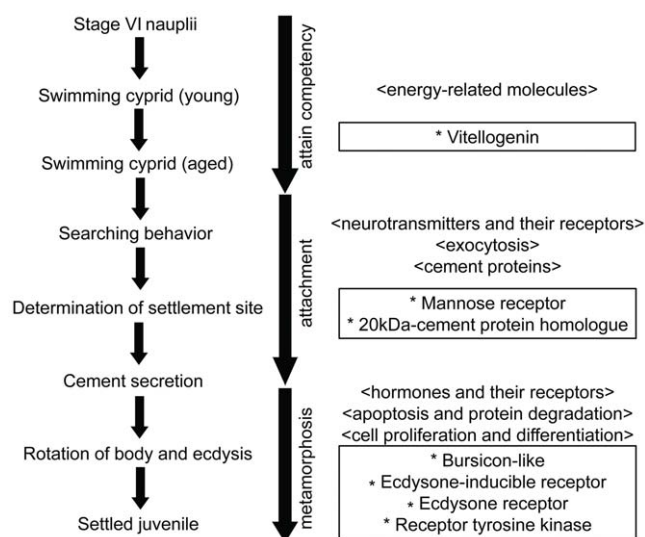 Stage VI nauplii
Swimming cyprid (young)
Swimming cyprid (aged)
Searching behavior
Determination of settlement site
Cement secretion
Rotation of body and ecdysis
Settled juvenile
attain competency
attachment
metamorphosis
<energy-related molecules>
* Vitellogenin
<neurotransmitters and their receptors>
<exocytosis>
<cement proteins>
* Mannose receptor
* 20kDa-cement protein homologue
<hormones and their receptors>
<apoptosis and protein degradation>
<cell proliferation and differentiation>
* Bursicon-like
* Ecdysone-inducible receptor
* Ecdysone receptor
* Receptor tyrosine kinase